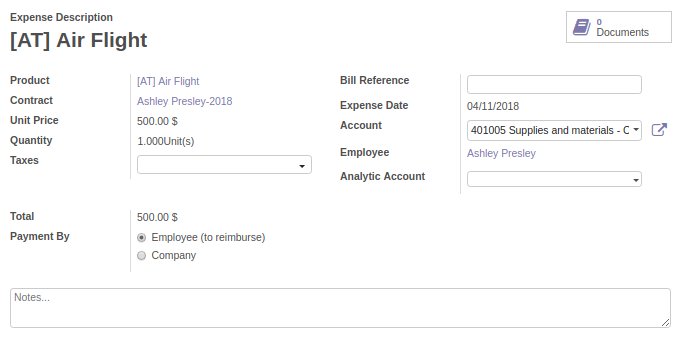 Expense Description
[AT] Air Flight
0
Documents
Product [AT] Air Flight
Contract Ashley Presley-2018
Unit Price 500.00 $
Quantity 1.000Unit(s)
Taxes
Bill Reference
Expense Date 04/11/2018
Account 401005 Supplies and materials - C
Employee Ashley Presley
Analytic Account
Total 500.00 $
Payment By Employee (to reimburse)
Company
Notes...